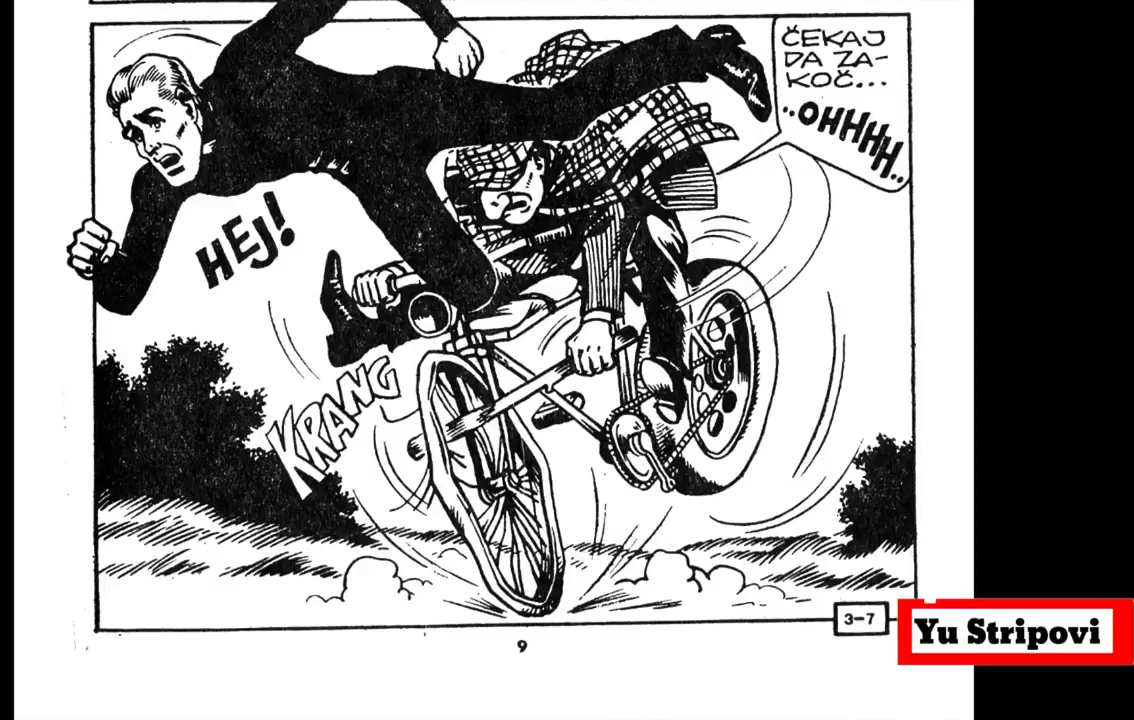 ČEKAJ
DA ZA-
KOČ...
..OHHHH..
HEJ!
KRANG
3-7
9
Yu Stripovi